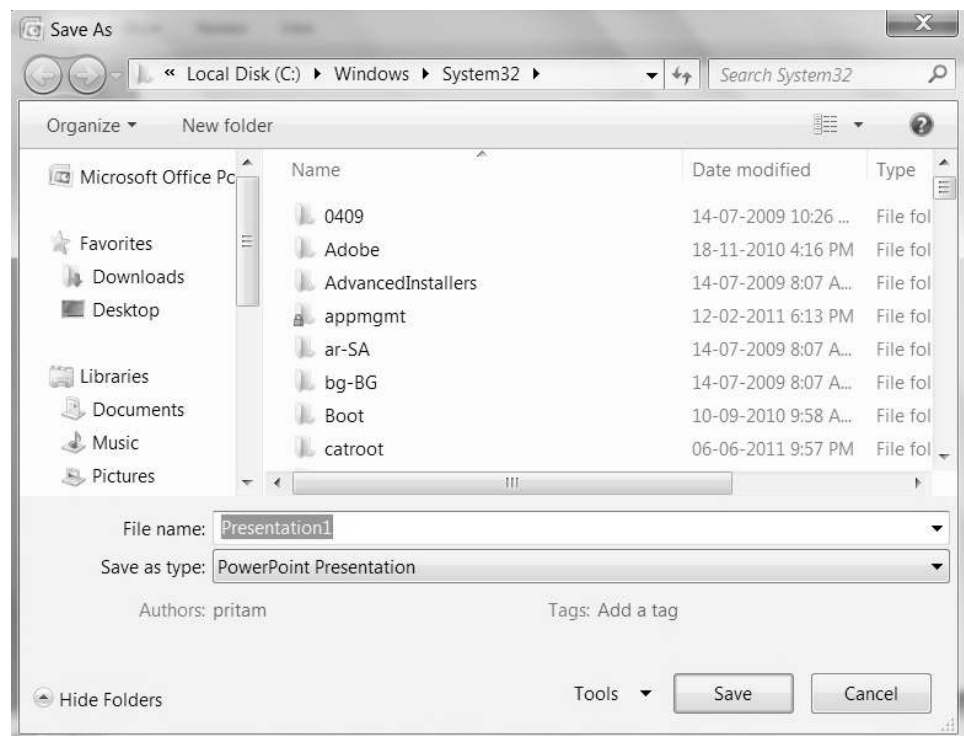 Save As
« Local Disk (C:) ▸ Windows ▸ System32 ▸
Search System32
Organize
New folder
Microsoft Office Po
Favorites
Downloads
Desktop
Libraries
Documents
Music
Pictures
Name Date modified Type
0409 14-07-2009 10:26 ... File fol
Adobe 18-11-2010 4:16 PM File fol
AdvancedInstallers 14-07-2009 8:07 A... File fol
appmgmt 12-02-2011 6:13 PM File fol
ar-SA 14-07-2009 8:07 A... File fol
bg-BG 14-07-2009 8:07 A... File fol
Boot 10-09-2010 9:58 A... File fol
catroot 06-06-2011 9:57 PM File fol
File name: Presentation1
Save as type: PowerPoint Presentation
Authors: pritam Tags: Add a tag
Hide Folders Tools Save Cancel